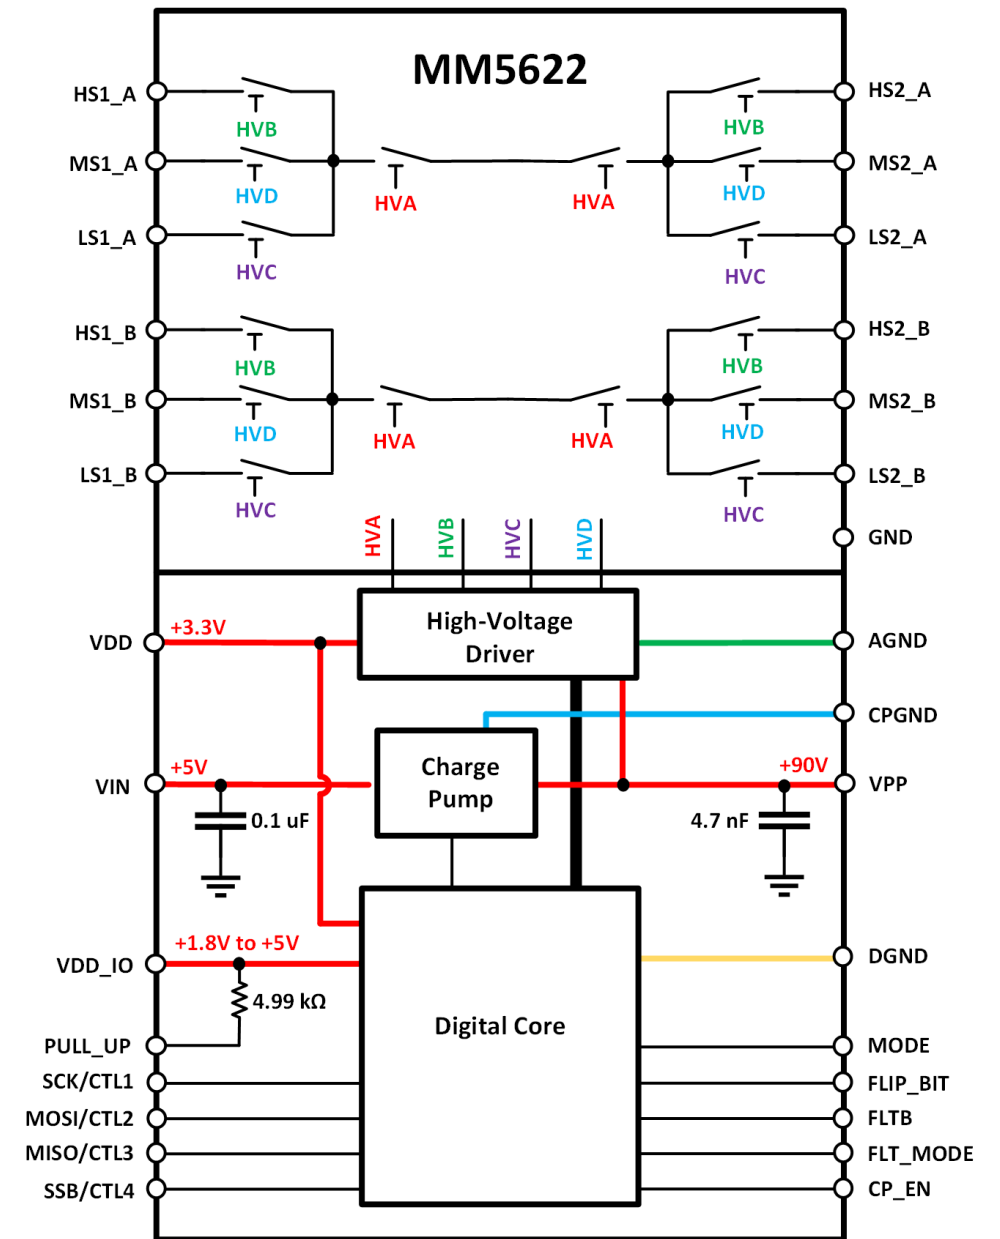 MM5622
HS1_A
HVB
HVB
HS2_A
MS1_A
HVD
HVA
HVA
HVD
MS2_A
LS1_A
HVC
HVC
LS2_A
HS1_B
HVB
HVB
HS2_B
MS1_B
HVD
HVA
HVA
HVD
MS2_B
LS1_B
HVC
HVC
LS2_B
GND
HVA
HVB
HVC
HVD
VDD
+3.3V
High-Voltage
Driver
AGND
CPGND
VIN
+5V
0.1 uF
Charge
Pump
+90V
VPP
4.7 nF
VDD_IO
+1.8V to +5V
4.99 kΩ
Digital Core
DGND
PULL_UP
MODE
SCK/CTL1
FLIP_BIT
MOSI/CTL2
FLTB
MISO/CTL3
FLT_MODE
SSB/CTL4
CP_EN